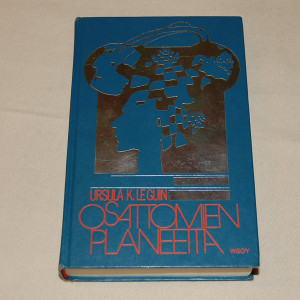 URSULA K. LE GUIN
OSATTOMIEN
PLANEETTA
WSOY